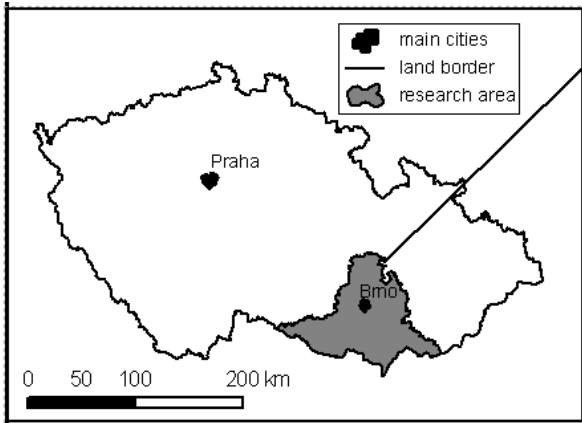 main cities
land border
research area
Praha
Brno
0 50 100 200 km